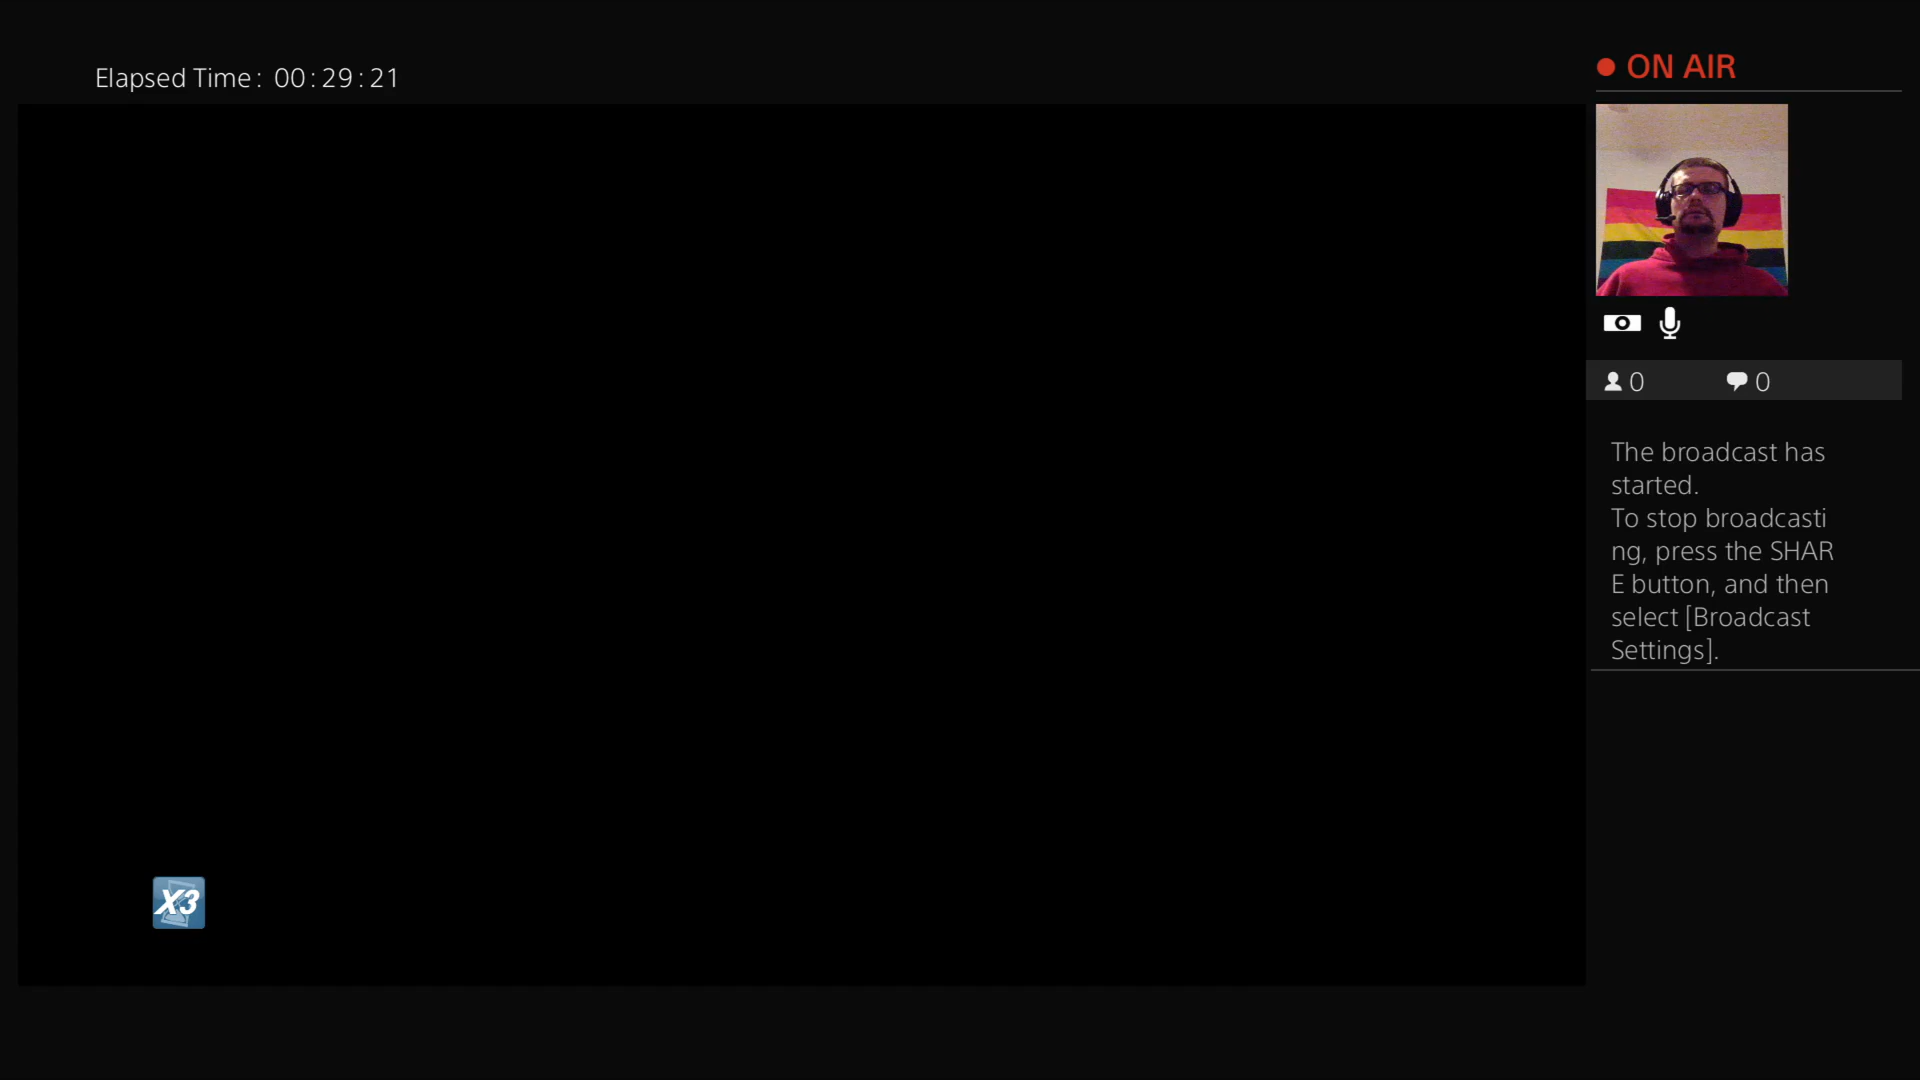 Elapsed Time: 00:29:21
ON AIR
0 0
The broadcast has
started.
To stop broadcasti
ng, press the SHAR
E button, and then
select [Broadcast
Settings].
X3